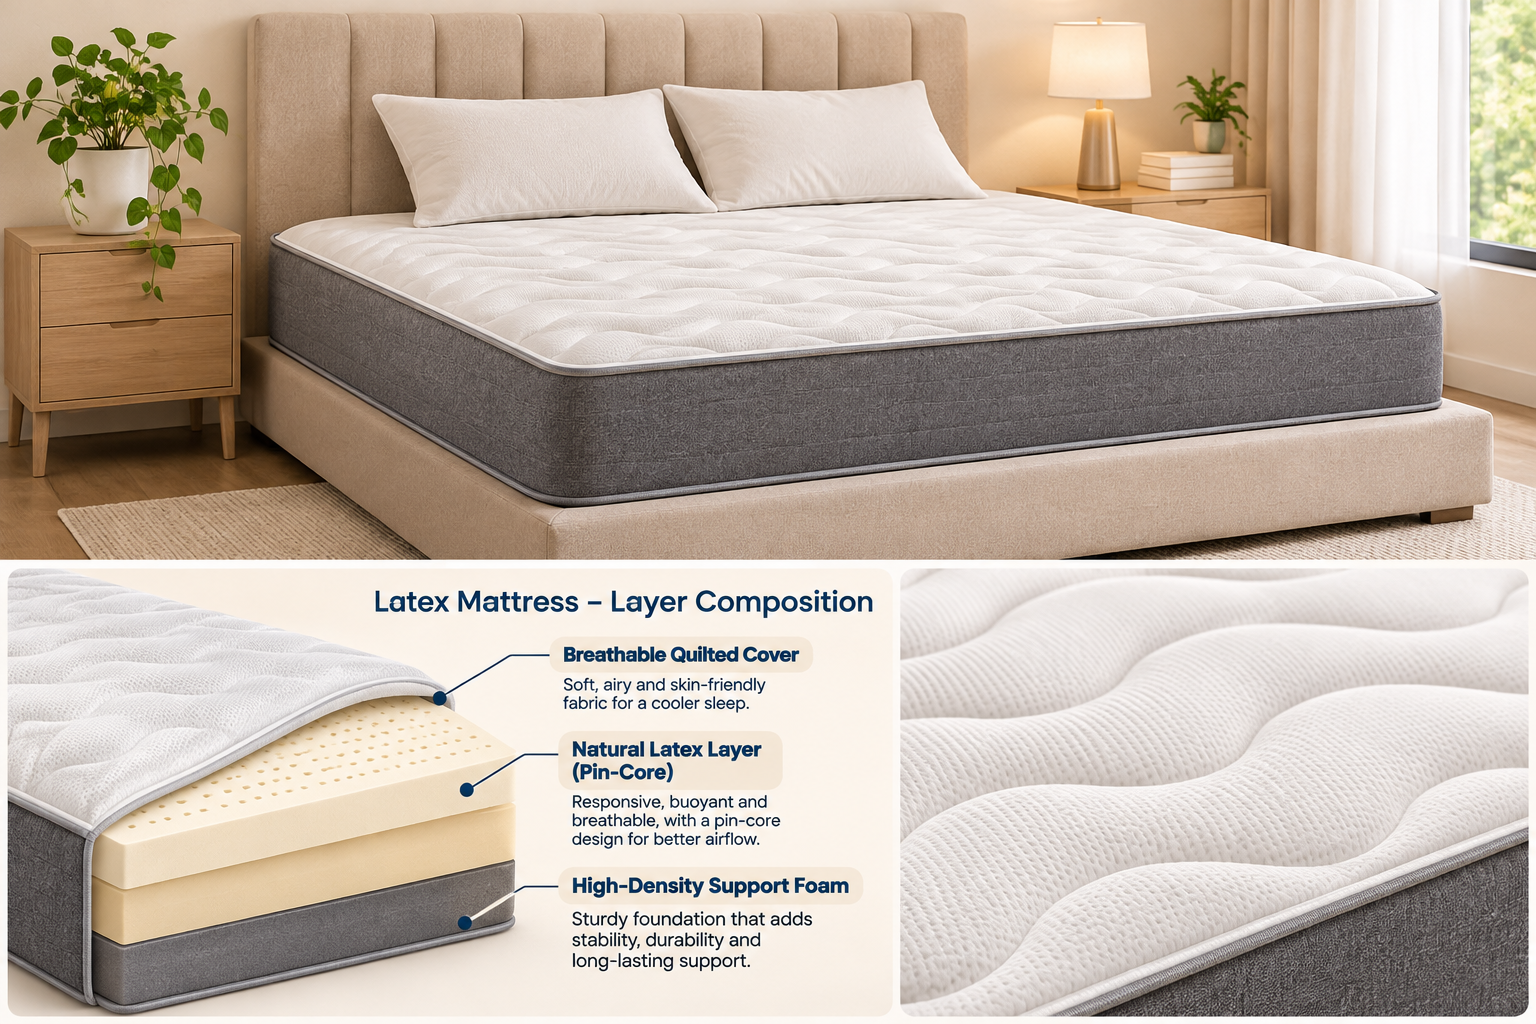 Latex Mattress – Layer Composition
Breathable Quilted Cover
Soft, airy and skin-friendly
fabric for a cooler sleep.
Natural Latex Layer
(Pin-Core)
Responsive, buoyant and
breathable, with a pin-core
design for better airflow.
High-Density Support Foam
Sturdy foundation that adds
stability, durability and
long-lasting support.